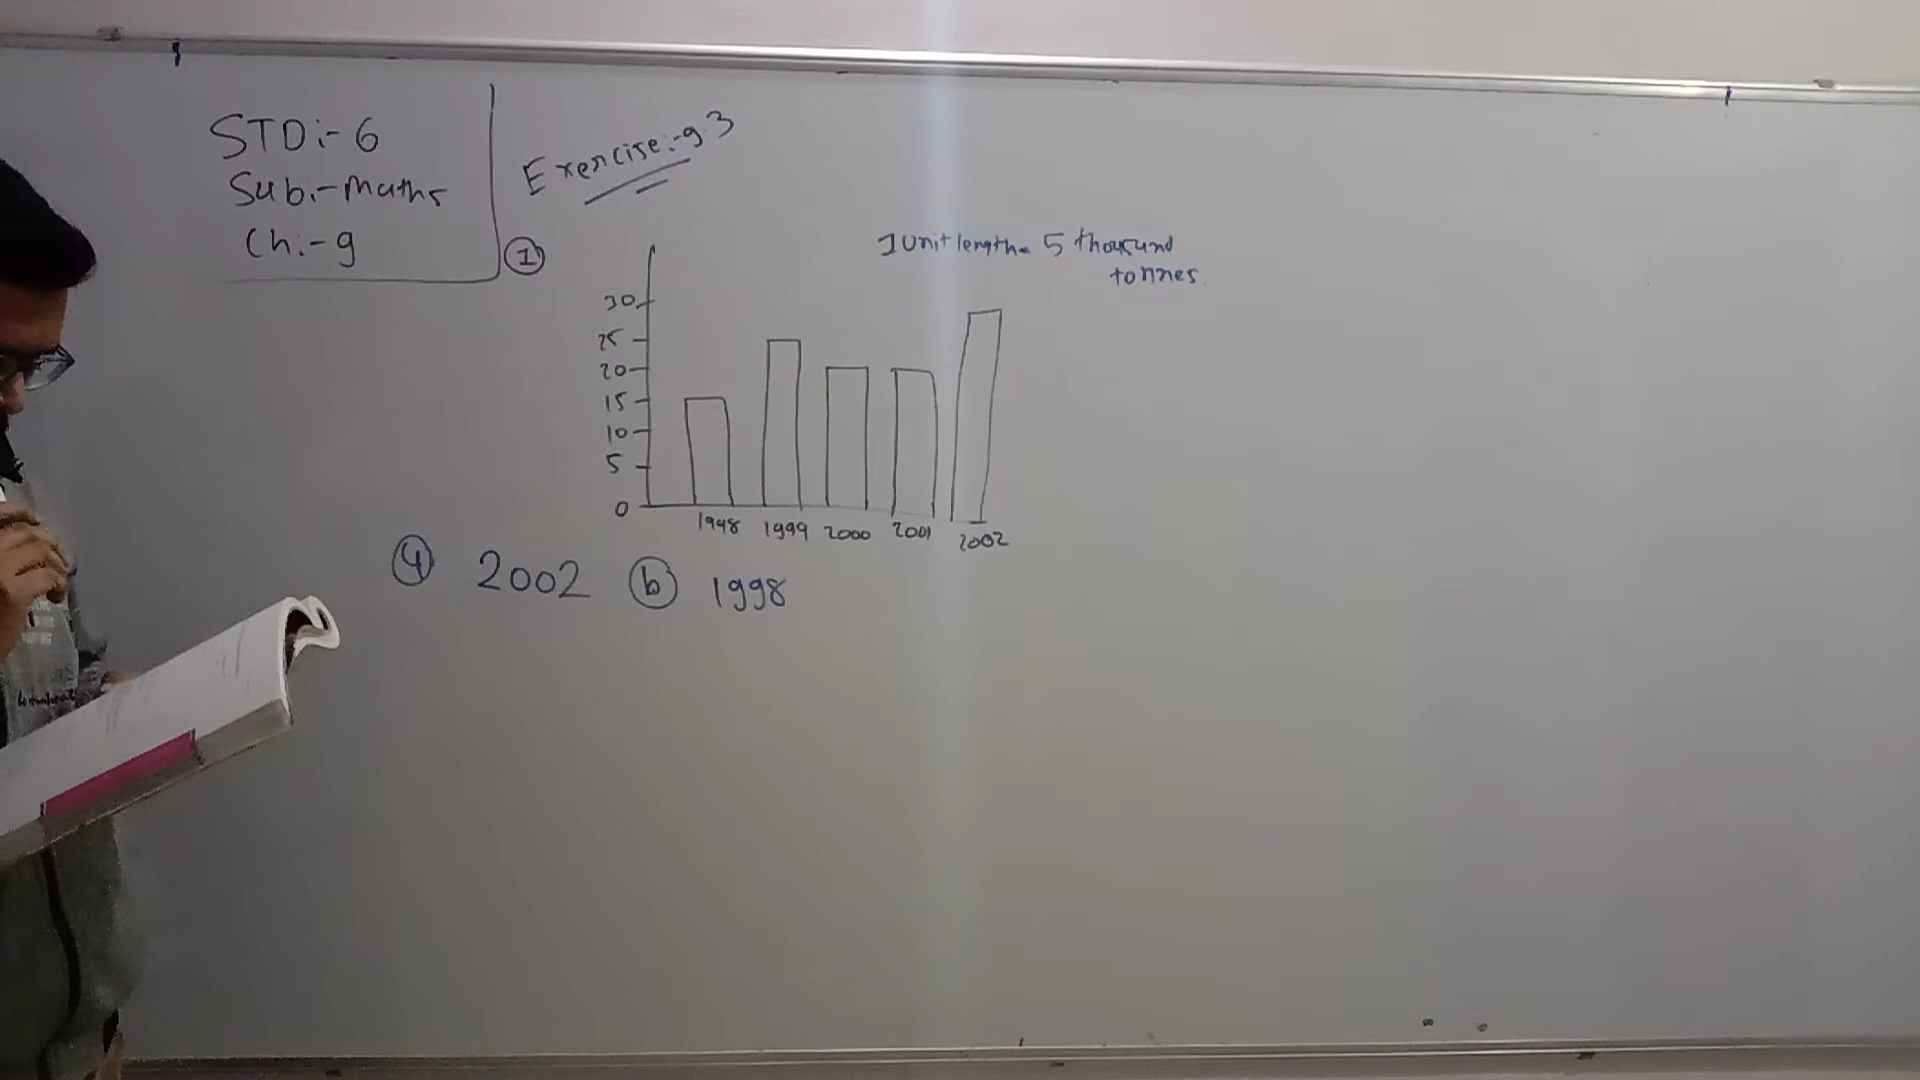 STD:- 6
Sub:- Maths
Ch:- 9
Exercise:- 9.3
1
1 Unit length = 5 thousand
tonnes
30
25
20
15
10
5
0
1998 1999 2000 2001 2002
a 2002 b 1998